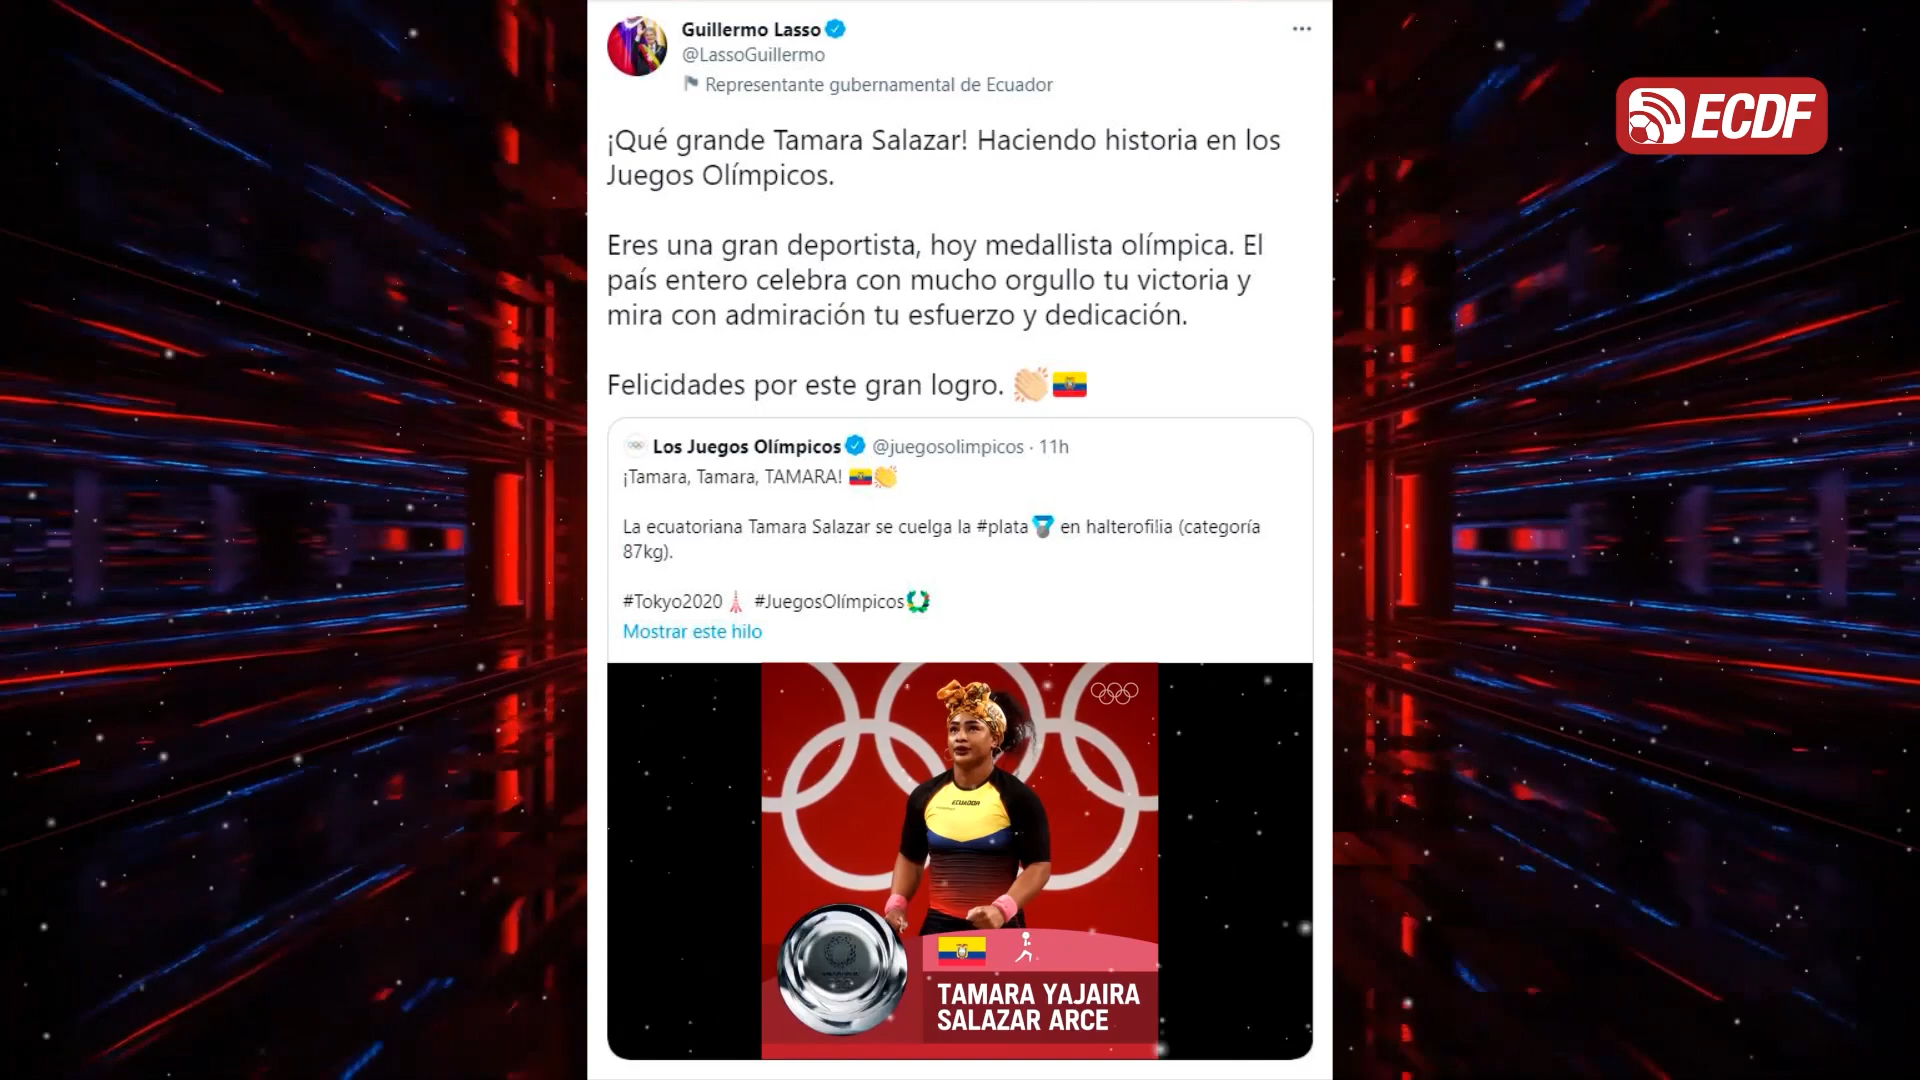 Guillermo Lasso
@LassoGuillermo
Representante gubernamental de Ecuador
ECDF
¡Qué grande Tamara Salazar! Haciendo historia en los
Juegos Olímpicos.
Eres una gran deportista, hoy medallista olímpica. El
país entero celebra con mucho orgullo tu victoria y
mira con admiración tu esfuerzo y dedicación.
Felicidades por este gran logro.
Los Juegos Olímpicos @juegosolimpicos · 11h
¡Tamara, Tamara, TAMARA!
La ecuatoriana Tamara Salazar se cuelga la #plata en halterofilia (categoría
87kg).
#Tokyo2020 #JuegosOlímpicos
Mostrar este hilo
ECUADOR
TAMARA YAJAIRA
SALAZAR ARCE